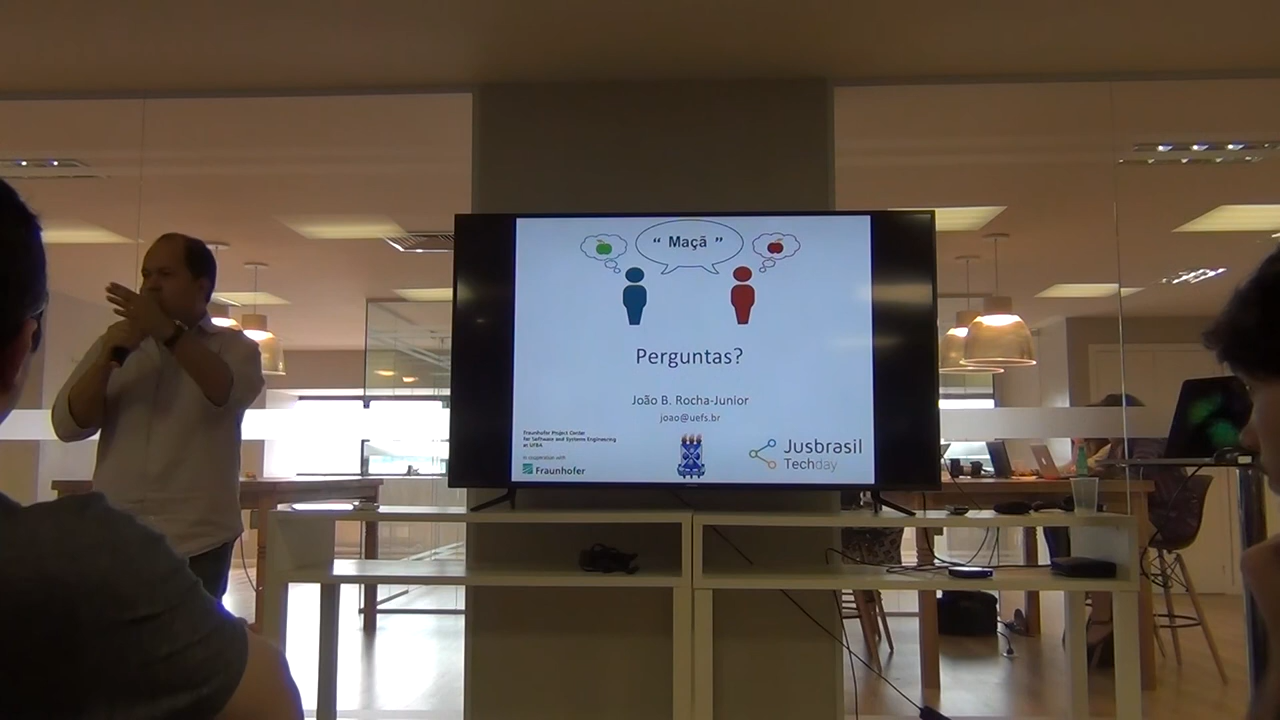 “ Maçã ”
Perguntas?
João B. Rocha-Junior
joao@uefs.br
Fraunhofer Project Center
for Software and Systems Engineering
at UFBA
in cooperation with
Fraunhofer
Jusbrasil
Techday